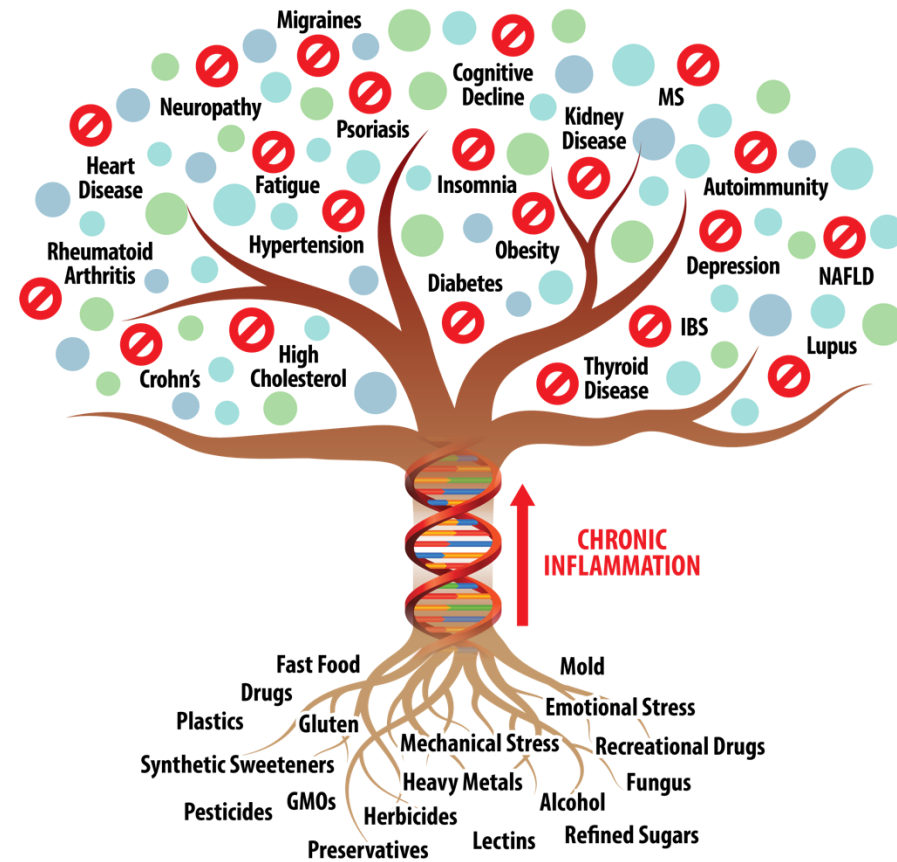 Migraines
Neuropathy
Cognitive
Decline
MS
Psoriasis
Kidney
Disease
Heart
Disease
Fatigue
Insomnia
Autoimmunity
Rheumatoid
Arthritis
Hypertension
Obesity
Depression
NAFLD
Diabetes
Crohn's
High
Cholesterol
IBS
Thyroid
Disease
Lupus
CHRONIC
INFLAMMATION
Fast Food
Mold
Drugs
Emotional Stress
Plastics
Gluten
Mechanical Stress
Recreational Drugs
Synthetic Sweeteners
Heavy Metals
Fungus
Pesticides
GMOs
Herbicides
Alcohol
Preservatives
Lectins
Refined Sugars